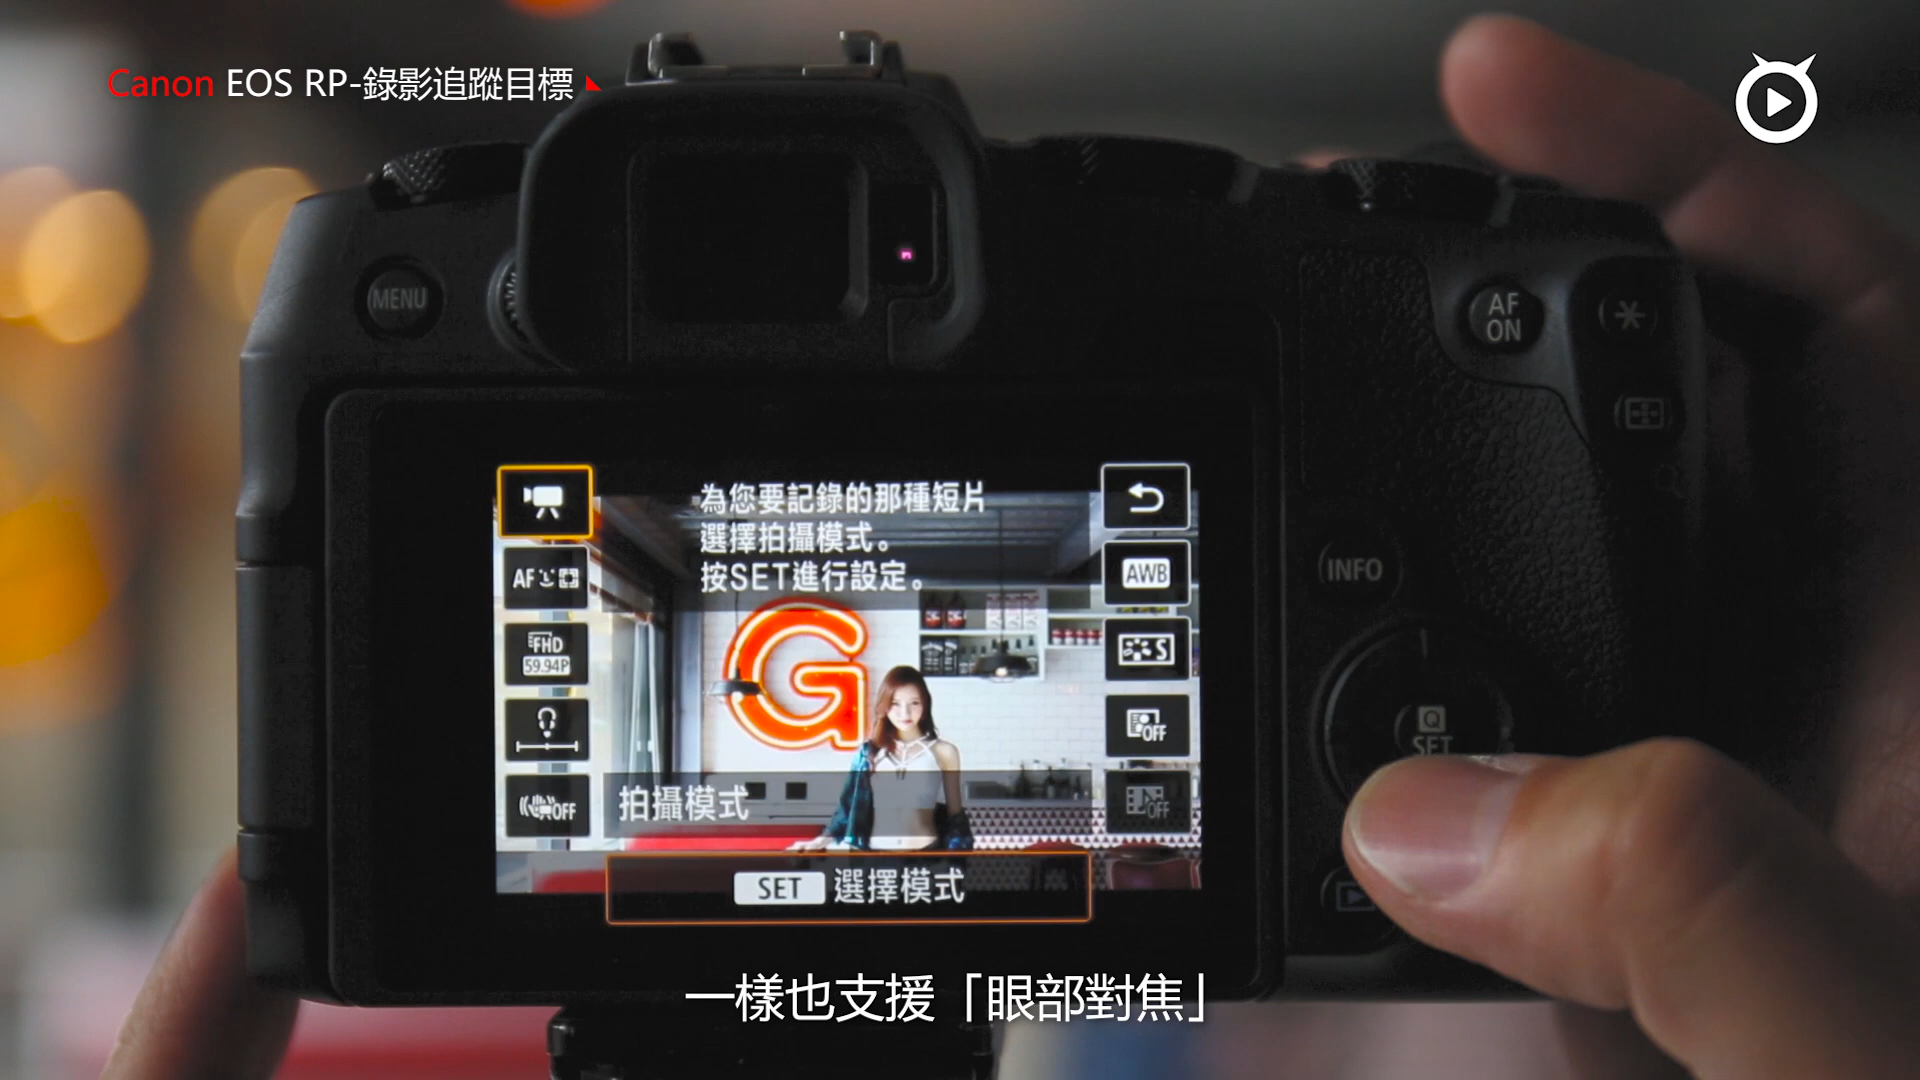 Canon EOS RP-錄影追蹤目標
MENU
AF
ON
為您要記錄的那種短片
選擇拍攝模式。
按SET進行設定。
AF
AWB
INFO
FHD
59.94P
S
G
Q
SET
OFF
OFF
拍攝模式
OFF
SET 選擇模式
一樣也支援「眼部對焦」